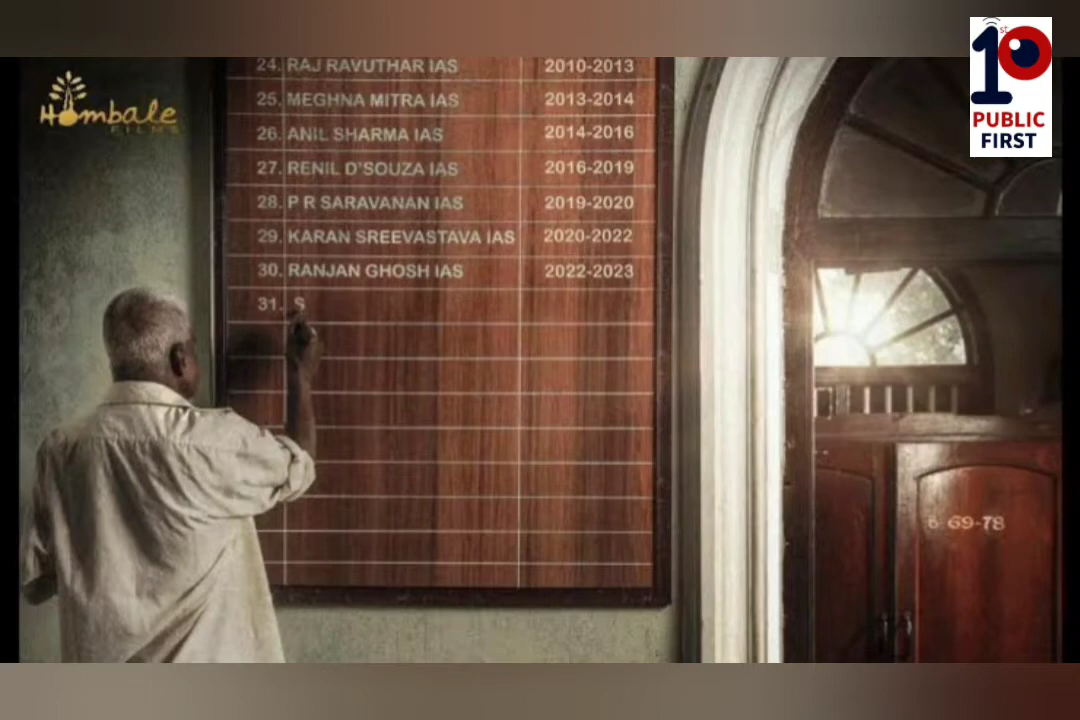 Hombale
FILMS
1st
PUBLIC
FIRST
24. RAJ RAVUTHAR IAS 2010-2013
25. MEGHNA MITRA IAS 2013-2014
26. ANIL SHARMA IAS 2014-2016
27. RENIL D'SOUZA IAS 2016-2019
28. P R SARAVANAN IAS 2019-2020
29. KARAN SREEVASTAVA IAS 2020-2022
30. RANJAN GHOSH IAS 2022-2023
31. S
6-69-78